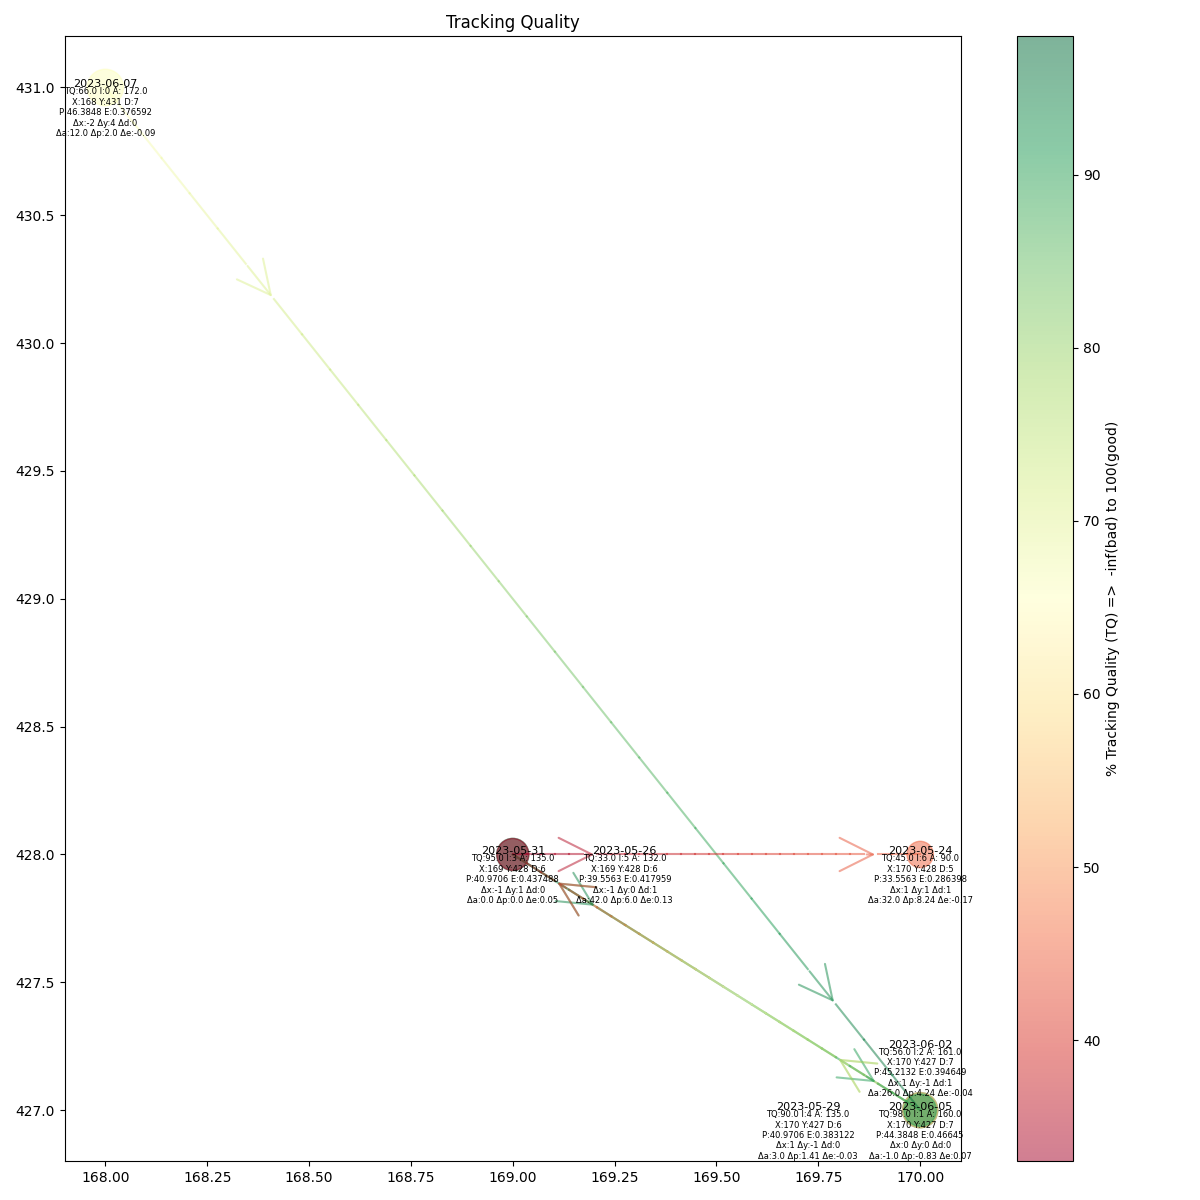 Tracking Quality
431.0
430.5
430.0
429.5
429.0
428.5
428.0
427.5
427.0
2023-06-07
TQ:66.0 I:0 A: 172.0
X:168 Y:431 D:7
P:46.3848 E:0.376592
Δx:-2 Δy:4 Δd:0
Δa:12.0 Δp:2.0 Δe:-0.09
2023-05-31
TQ:95.0 I:3 A: 135.0
X:169 Y:428 D:6
P:40.9706 E:0.437488
Δx:-1 Δy:1 Δd:0
Δa:0.0 Δp:0.0 Δe:0.05
2023-05-26
TQ:33.0 I:5 A: 132.0
X:169 Y:428 D:6
P:39.5563 E:0.417959
Δx:-1 Δy:0 Δd:1
Δa:42.0 Δp:6.0 Δe:0.13
2023-05-24
TQ:45.0 I:6 A: 90.0
X:170 Y:428 D:5
P:33.5563 E:0.286398
Δx:1 Δy:1 Δd:1
Δa:32.0 Δp:8.24 Δe:-0.17
2023-06-02
TQ:56.0 I:2 A: 161.0
X:170 Y:427 D:7
P:45.2132 E:0.394649
Δx:1 Δy:-1 Δd:1
Δa:26.0 Δp:4.24 Δe:-0.04
2023-05-29
TQ:90.0 I:4 A: 135.0
X:170 Y:427 D:6
P:40.9706 E:0.383122
Δx:1 Δy:-1 Δd:0
Δa:3.0 Δp:1.41 Δe:-0.03
2023-06-05
TQ:98.0 I:1 A: 160.0
X:170 Y:427 D:7
P:44.3848 E:0.46645
Δx:0 Δy:0 Δd:0
Δa:-1.0 Δp:-0.83 Δe:0.07
168.00 168.25 168.50 168.75 169.00 169.25 169.50 169.75 170.00
90
80
70
60
50
40
% Tracking Quality (TQ) => -inf(bad) to 100(good)